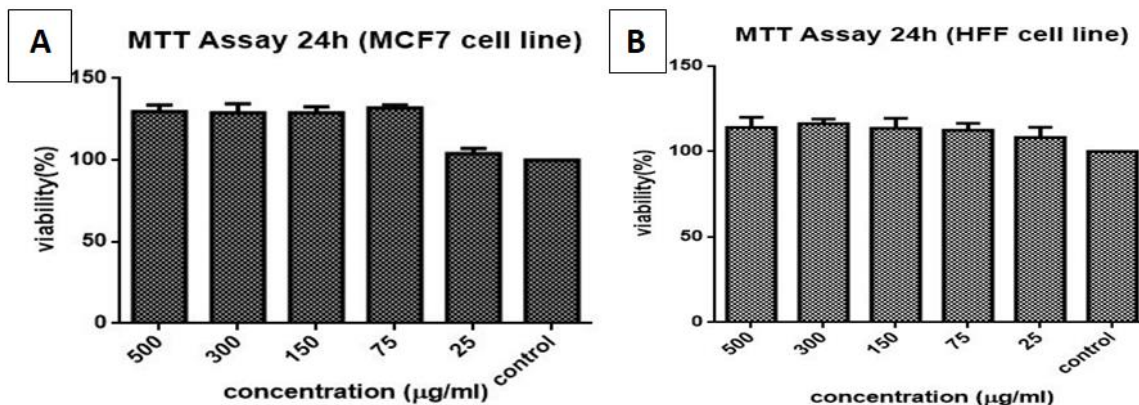 A
MTT Assay 24h (MCF7 cell line)
150
100
50
0
viability(%)
500 300 150 75 25 control
concentration (μg/ml)
B
MTT Assay 24h (HFF cell line)
150
100
50
0
viability(%)
500 300 150 75 25 control
concentration (μg/ml)